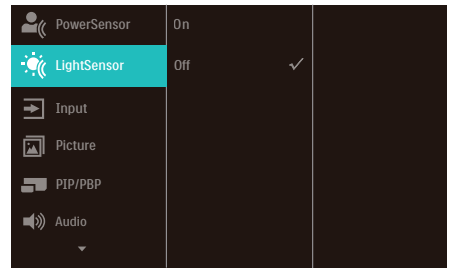 PowerSensor
On
LightSensor
Off
Input
Picture
PIP/PBP
Audio